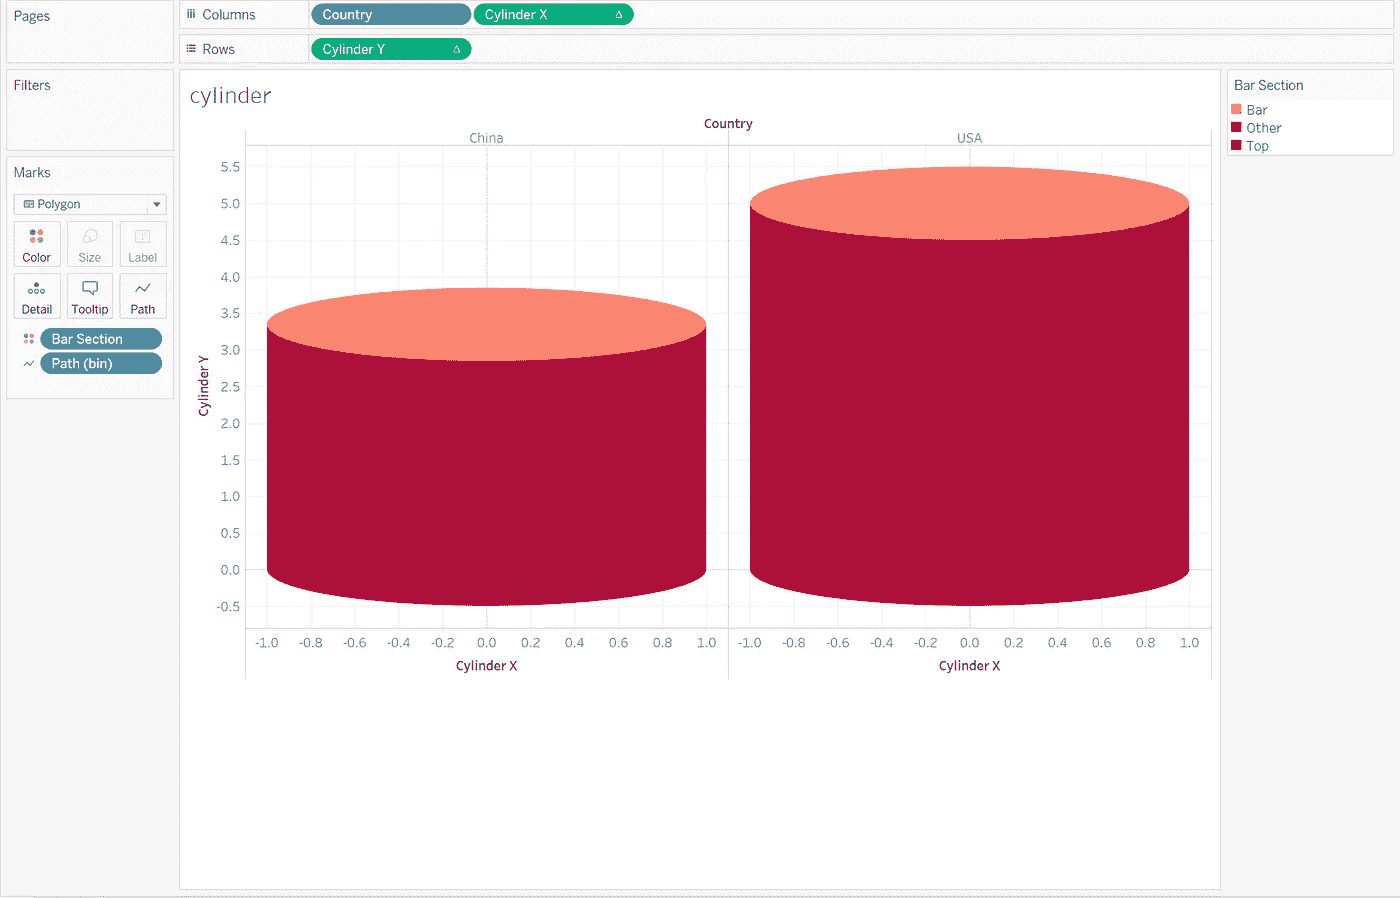 Pages
Columns
Country
Cylinder X
Rows
Cylinder Y
Filters
Marks
Polygon
Color
Size
Label
Detail
Tooltip
Path
Bar Section
Path (bin)
cylinder
Country
China
USA
Cylinder Y
5.5
5.0
4.5
4.0
3.5
3.0
2.5
2.0
1.5
1.0
0.5
0.0
-0.5
-1.0 -0.8 -0.6 -0.4 -0.2 0.0 0.2 0.4 0.6 0.8 1.0
-1.0 -0.8 -0.6 -0.4 -0.2 0.0 0.2 0.4 0.6 0.8 1.0
Cylinder X
Cylinder X
Bar Section
Bar
Other
Top